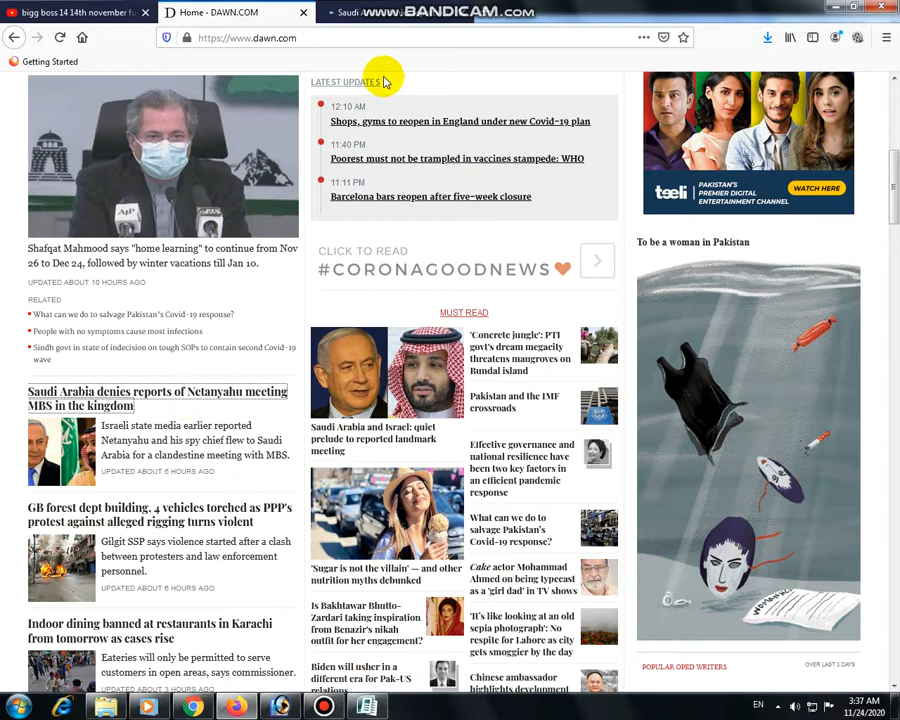 bigg boss 14 14th november fu
Home - DAWN.COM
Saudi A
WWW.BANDICAM.COM
https://www.dawn.com
Getting Started
Shafqat Mahmood says "home learning" to continue from Nov
26 to Dec 24, followed by winter vacations till Jan 10.
UPDATED ABOUT 10 HOURS AGO
RELATED
What can we do to salvage Pakistan's Covid-19 response?
People with no symptoms cause most infections
Sindh govt in state of indecision on tough SOPs to contain second Covid-19
wave
Saudi Arabia denies reports of Netanyahu meeting
MBS in the kingdom
Israeli state media earlier reported
Netanyahu and his spy chief flew to Saudi
Arabia for a clandestine meeting with MBS.
UPDATED ABOUT 6 HOURS AGO
GB forest dept building, 4 vehicles torched as PPP's
protest against alleged rigging turns violent
Gilgit SSP says violence started after a clash
between protesters and law enforcement
personnel.
UPDATED ABOUT 6 HOURS AGO
Indoor dining banned at restaurants in Karachi
from tomorrow as cases rise
Eateries will only be permitted to serve
customers in open areas, says commissioner.
UPDATED ABOUT 3 HOURS AGO
LATEST UPDATES
12:10 AM
Shops, gyms to reopen in England under new Covid-19 plan
11:40 PM
Poorest must not be trampled in vaccines stampede: WHO
11:11 PM
Barcelona bars reopen after five-week closure
CLICK TO READ
#CORONAGOODNEWS
MUST READ
Saudi Arabia and Israel: quiet
prelude to reported landmark
meeting
'Sugar is not the villain' — and other
nutrition myths debunked
Is Bakhtawar Bhutto-
Zardari taking inspiration
from Benazir's nikah
outfit for her engagement?
Biden will usher in a
different era for Pak-US
relations
'Concrete jungle': PTI
govt's dream megacity
threatens mangroves on
Bundal island
Pakistan and the IMF
crossroads
Effective governance and
national resilience have
been two key factors in
an efficient pandemic
response
What can we do to
salvage Pakistan's
Covid-19 response?
Cake actor Mohammad
Ahmed on being typecast
as a 'girl dad' in TV shows
'It's like looking at an old
sepia photograph': No
respite for Lahore as city
gets smoggier by the day
Chinese ambassador
highlights development
teeli
PAKISTAN'S
PREMIER DIGITAL
ENTERTAINMENT CHANNEL
WATCH HERE
To be a woman in Pakistan
POPULAR OPED WRITERS
OVER LAST 3 DAYS
EN
3:37 AM
11/24/2020